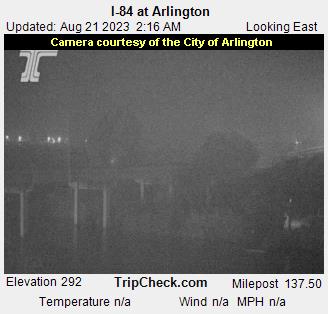 I-84 at Arlington
Updated: Aug 21 2023 2:16 AM Looking East
Camera courtesy of the City of Arlington
Elevation 292 TripCheck.com Milepost 137.50
Temperature n/a Wind n/a MPH n/a